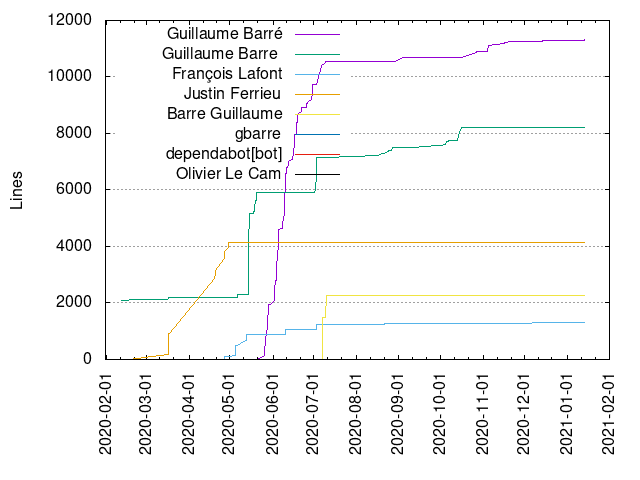 12000
10000
8000
6000
4000
2000
0
Lines
Guillaume Barré
Guillaume Barre
François Lafont
Justin Ferrieu
Barre Guillaume
gbarre
dependabot[bot]
Olivier Le Cam
2020-02-01
2020-03-01
2020-04-01
2020-05-01
2020-06-01
2020-07-01
2020-08-01
2020-09-01
2020-10-01
2020-11-01
2020-12-01
2021-01-01
2021-02-01